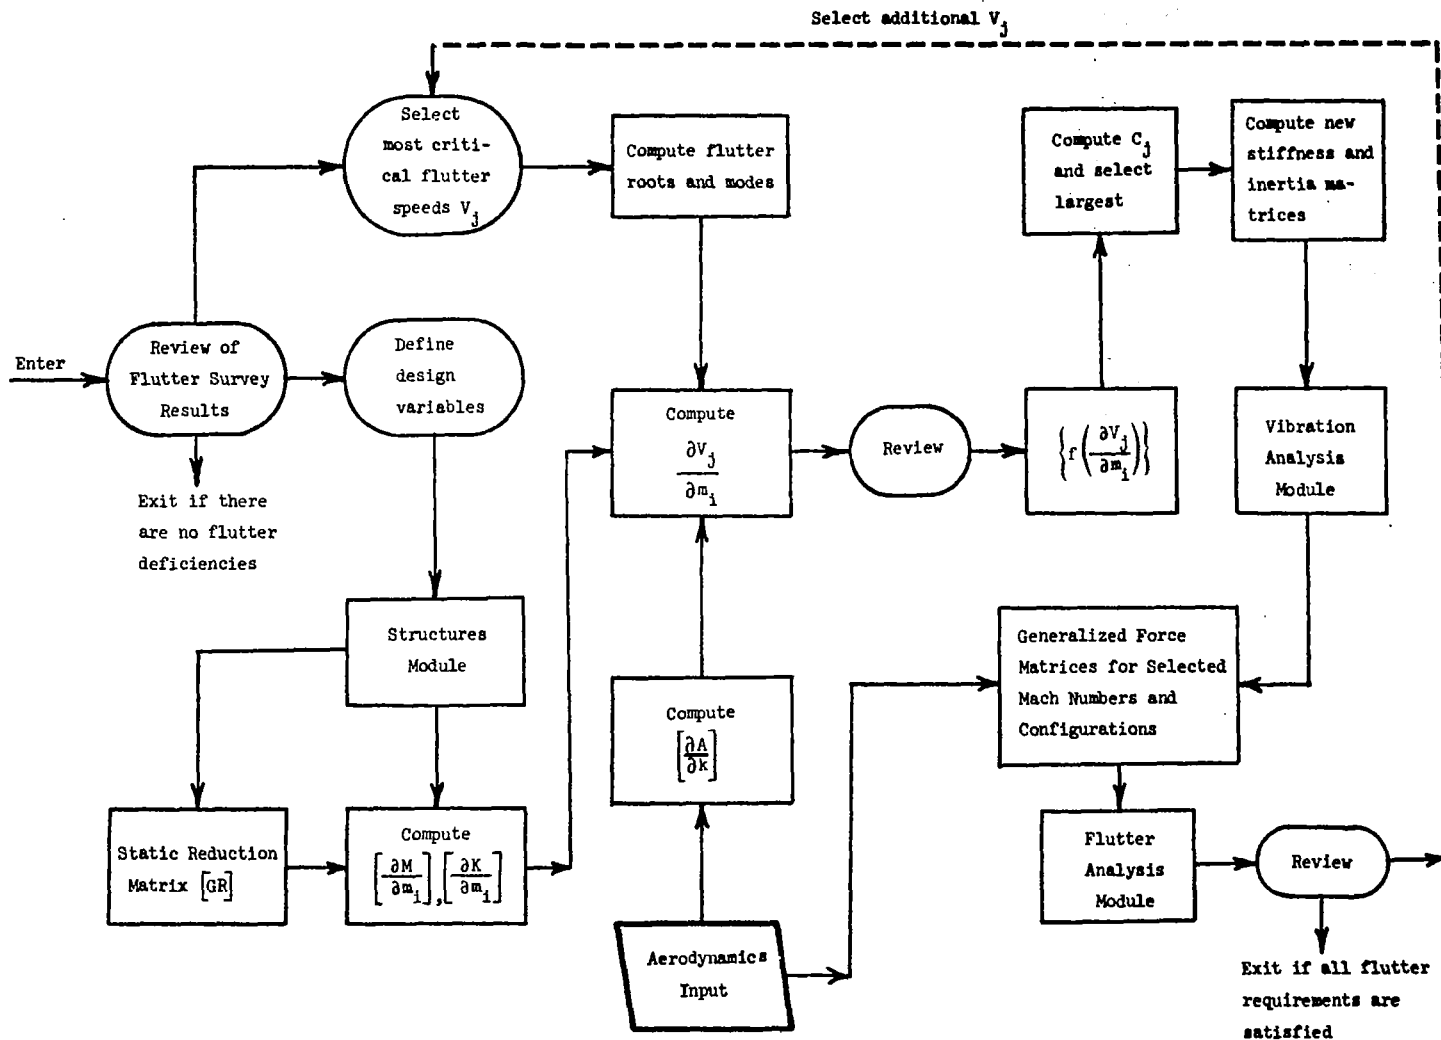 Select additional V_j
Select
most criti-
cal flutter
speeds V_j
Compute flutter
roots and modes
Compute C_j
and select
largest
Compute new
stiffness and
inertia ma-
trices
Enter
Review of
Flutter Survey
Results
Define
design
variables
Compute
∂V_j
∂m_i
Review
{f(∂V_j/∂m_i)}
Vibration
Analysis
Module
Exit if there
are no flutter
deficiencies
Structures
Module
Compute
[∂A/∂k]
Generalized Force
Matrices for Selected
Mach Numbers and
Configurations
Static Reduction
Matrix [GR]
Compute
[∂M/∂m_i],[∂K/∂m_i]
Flutter
Analysis
Module
Review
Aerodynamics
Input
Exit if all flutter
requirements are
satisfied